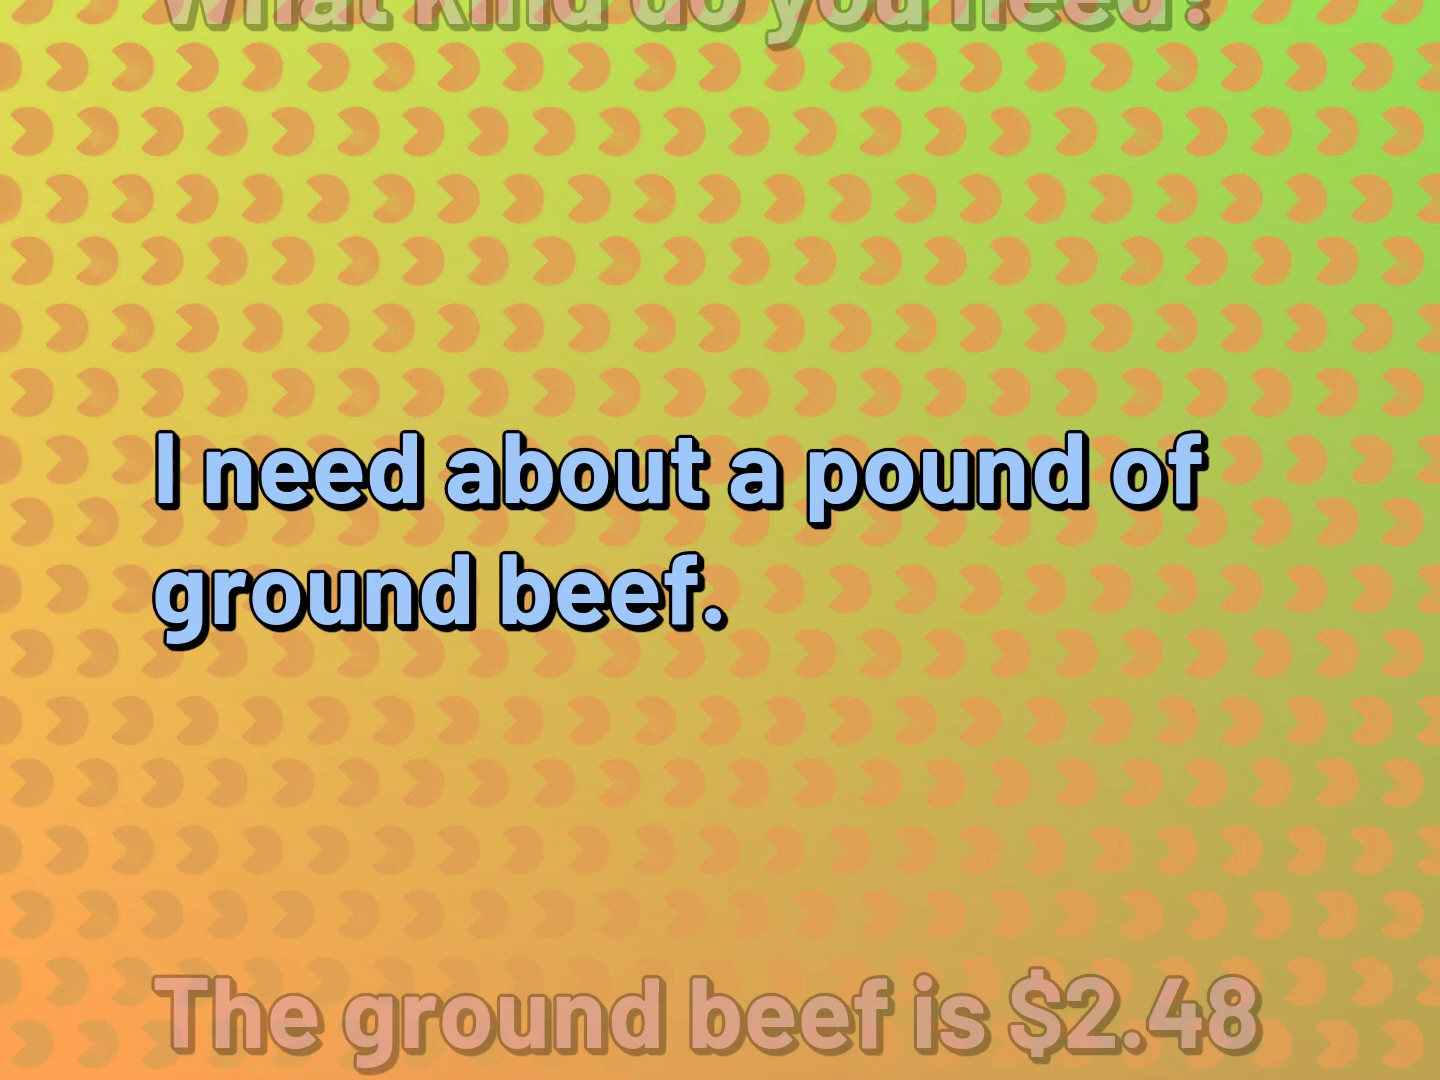 what kind do you need?
I need about a pound of
ground beef.
The ground beef is $2.48